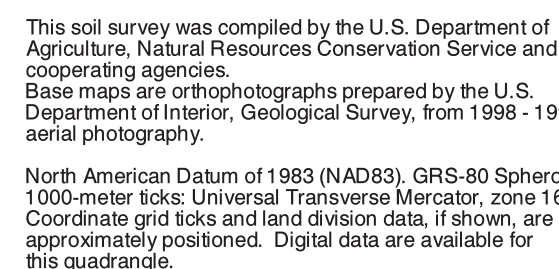 This soil survey was compiled by the U.S. Department of
Agriculture, Natural Resources Conservation Service and
cooperating agencies.
Base maps are orthophotographs prepared by the U.S.
Department of Interior, Geological Survey, from 1998 -
aerial photography.
North American Datum of 1983 (NAD83). GRS-80
1000-meter ticks: Universal Transverse Mercator, zone
Coordinate grid ticks and land division data, if shown, are
approximately positioned. Digital data are available for
this quadrangle.